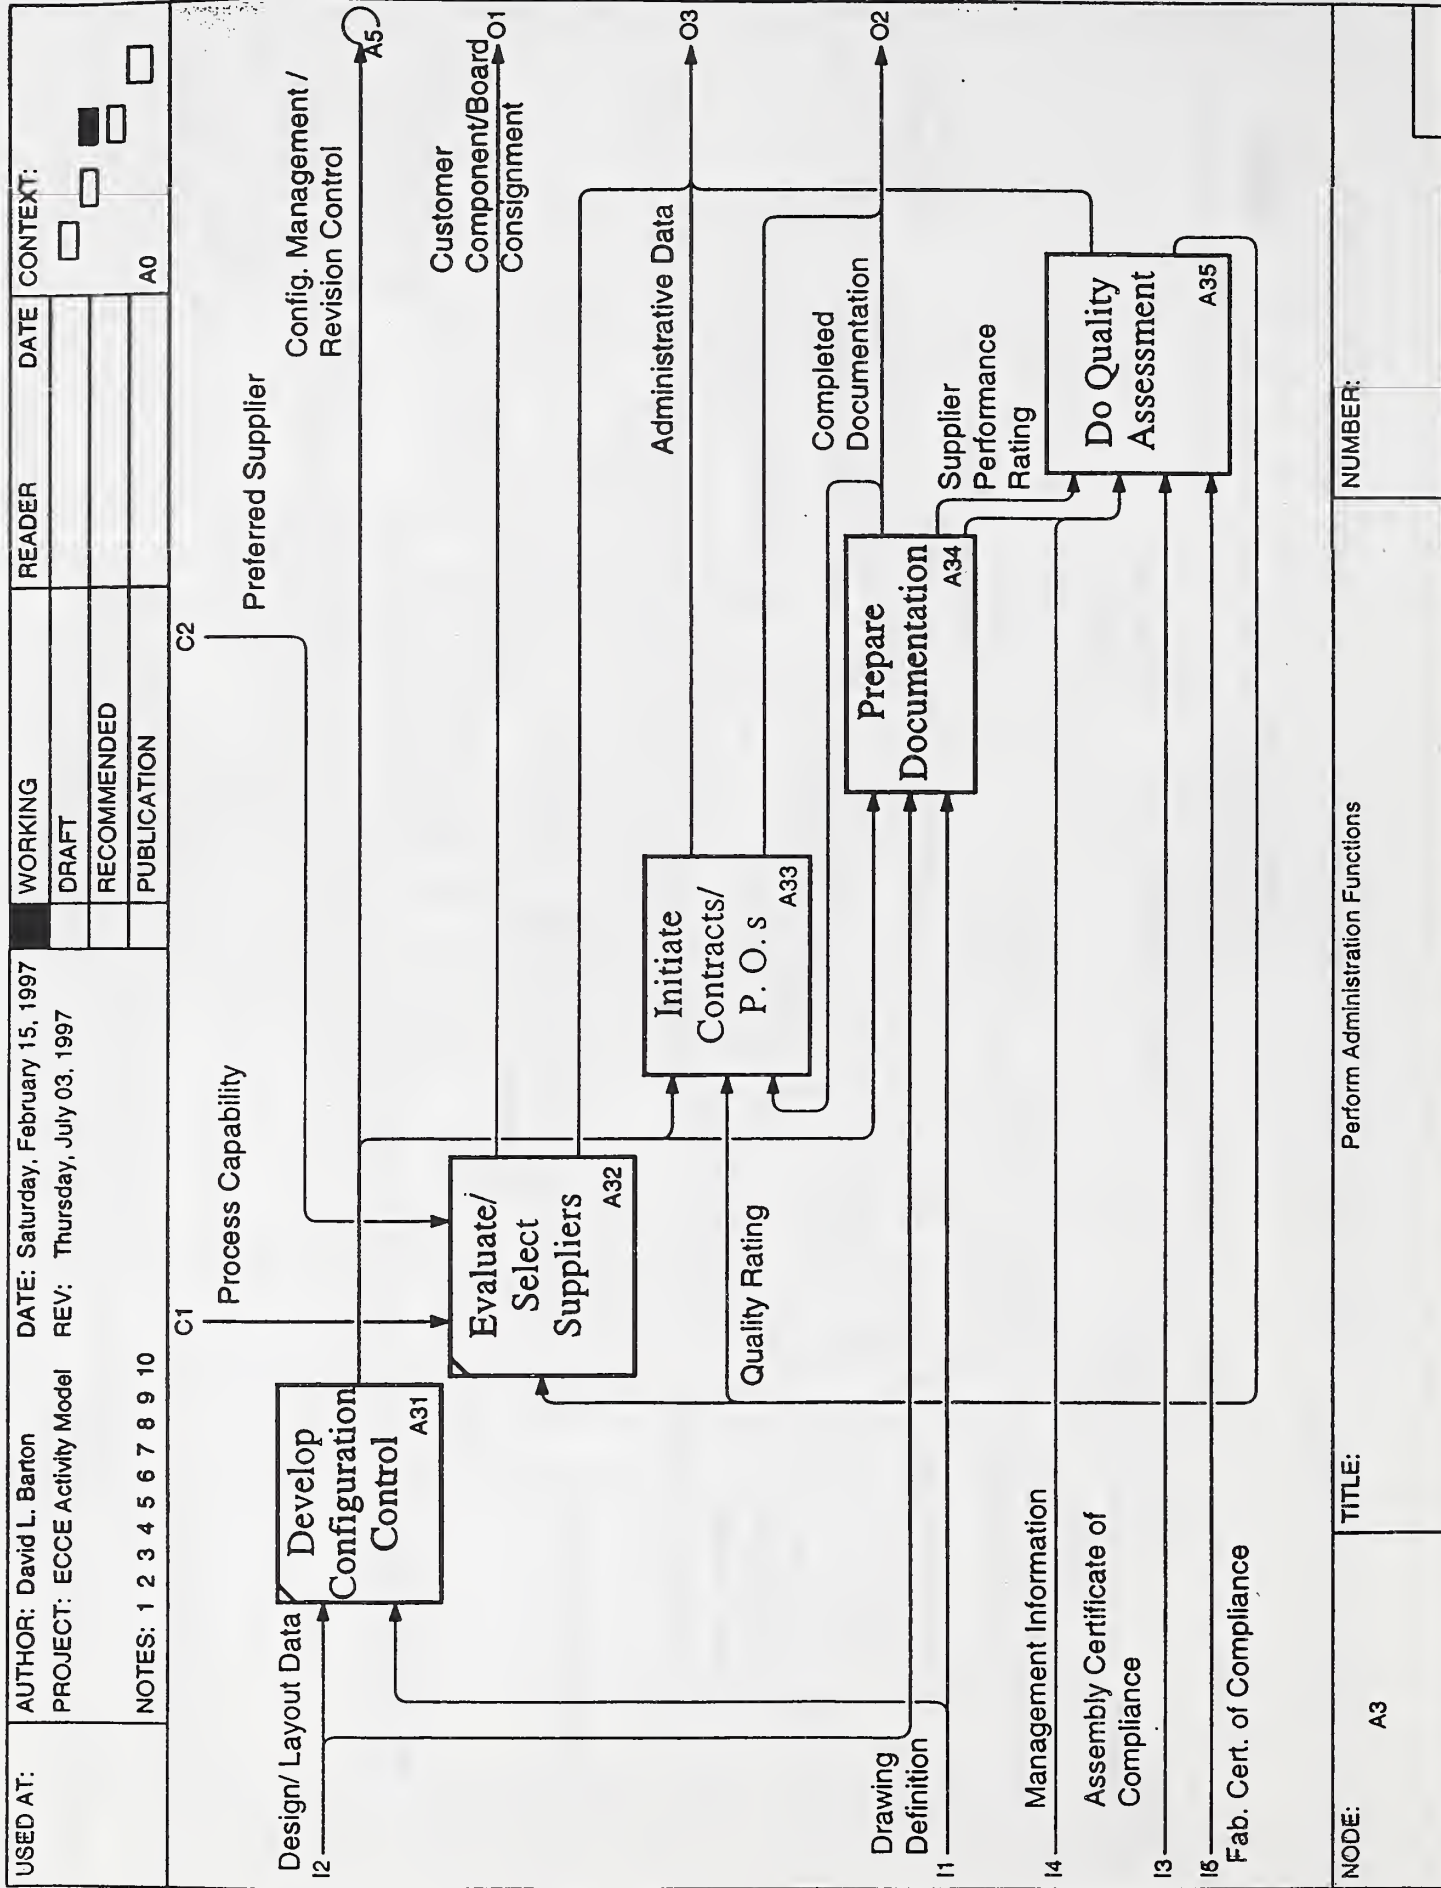 USED AT:
AUTHOR: David L. Barton
DATE: Saturday, February 15, 1997
PROJECT: ECCE Activity Model
REV: Thursday, July 03, 1997
NOTES: 1 2 3 4 5 6 7 8 9 10
WORKING
DRAFT
RECOMMENDED
PUBLICATION
READER
DATE
CONTEXT:
A0
C1
Process Capability
C2
Preferred Supplier
Design/ Layout Data
I2
Develop
Configuration
Control
A31
Config. Management /
Revision Control
A5
Evaluate/
Select
Suppliers
A32
Customer
Component/Board
Consignment
O1
Quality Rating
Initiate
Contracts/
P. O. s
A33
Administrative Data
O3
Completed
Documentation
O2
Prepare
Documentation
A34
Supplier
Performance
Rating
Do Quality
Assessment
A35
Drawing
Definition
I1
Management Information
I4
Assembly Certificate of
Compliance
I3
I5
Fab. Cert. of Compliance
NODE:
A3
TITLE:
Perform Administration Functions
NUMBER: